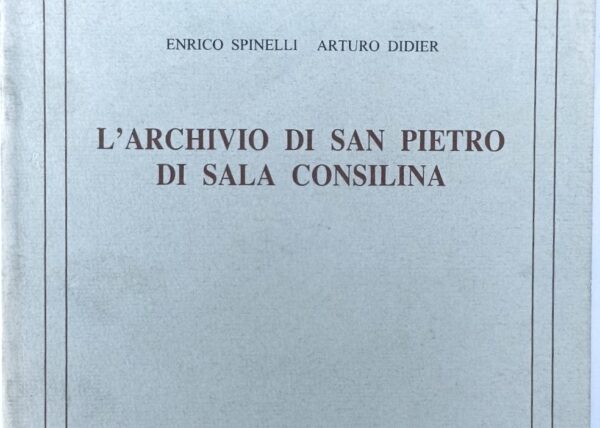 ENRICO SPINELLI ARTURO DIDIER
L'ARCHIVIO DI SAN PIETRO
DI SALA CONSILINA